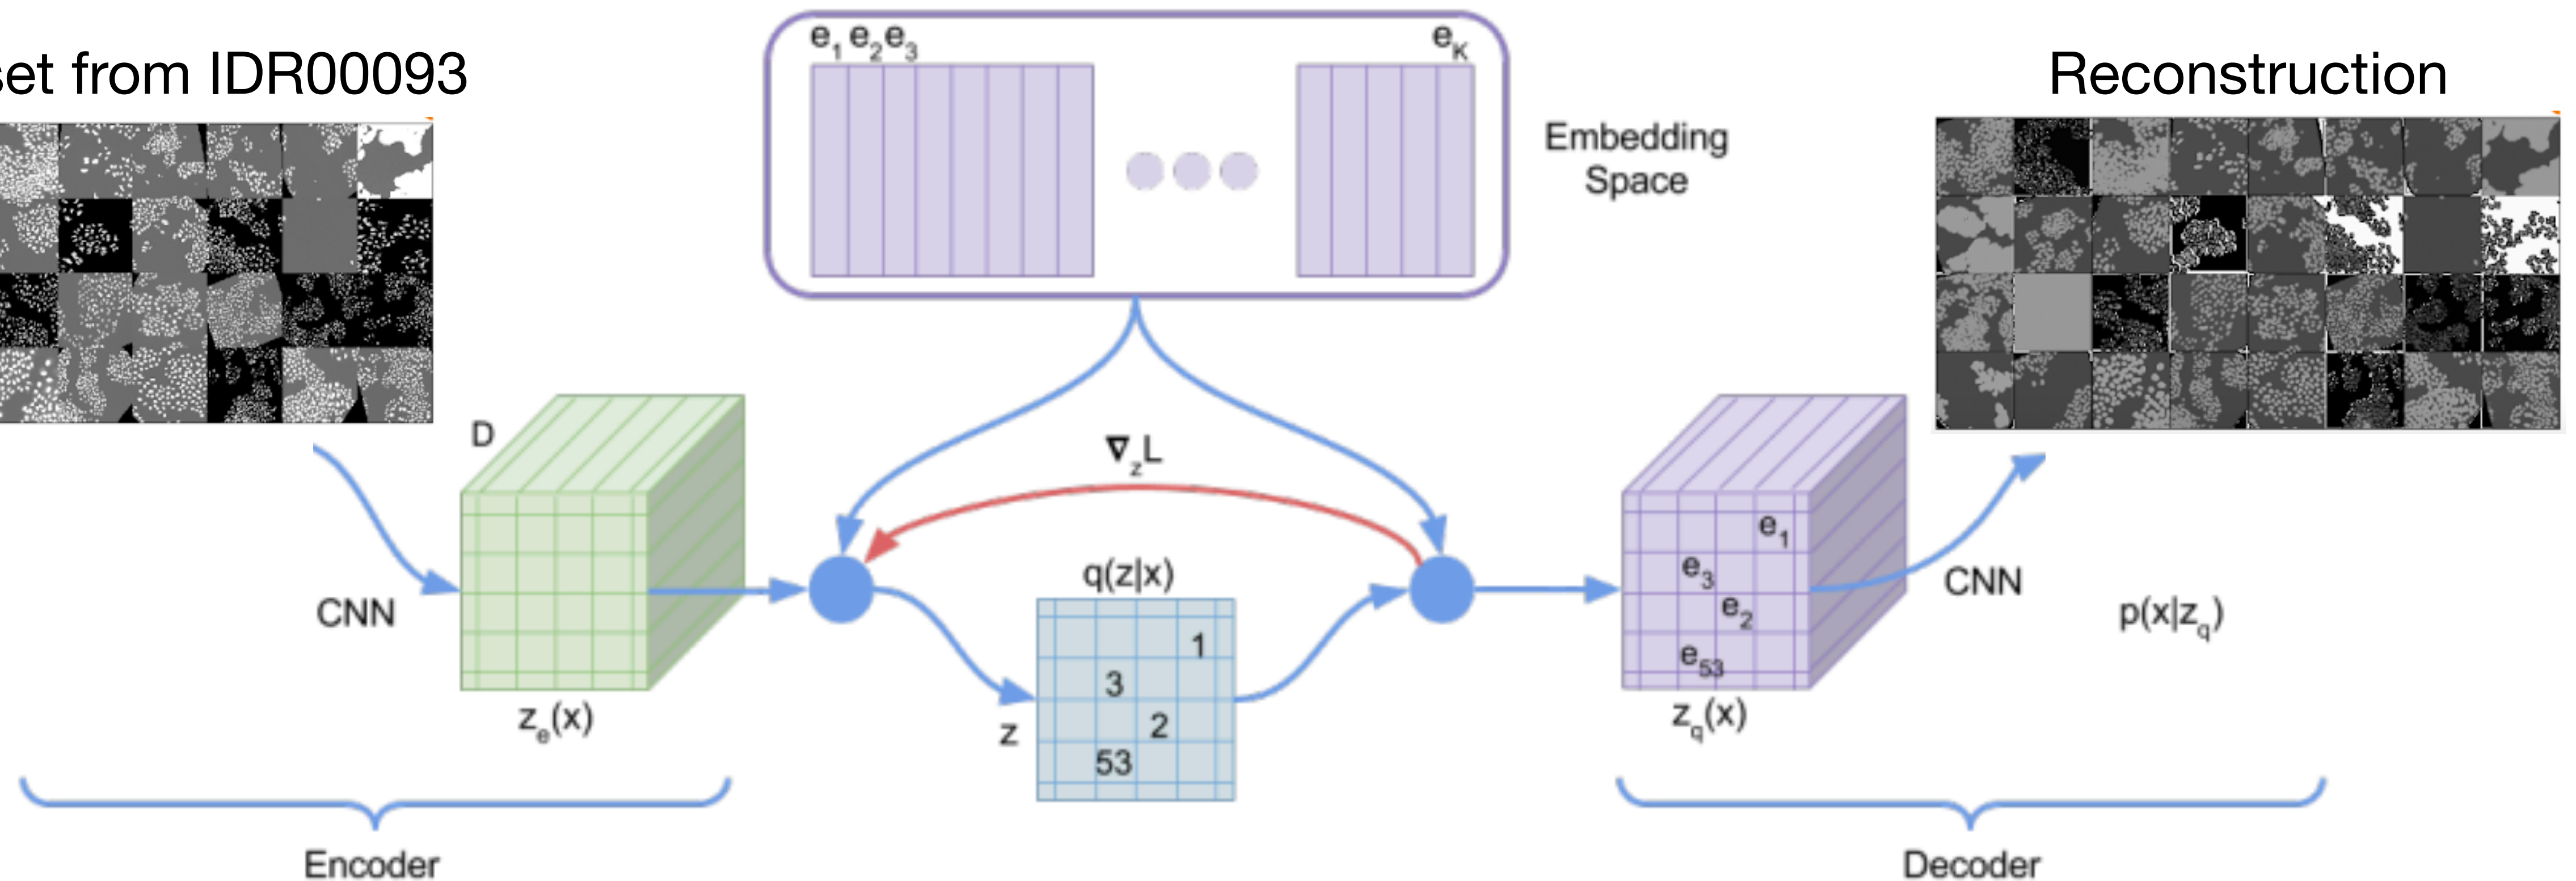 set from IDR00093
Reconstruction
e1 e2 e3
eK
Embedding
Space
D
∇zL
q(z|x)
1
3
2
53
z
CNN
ze(x)
e1
e3
e2
e53
zq(x)
CNN
p(x|zq)
Encoder
Decoder